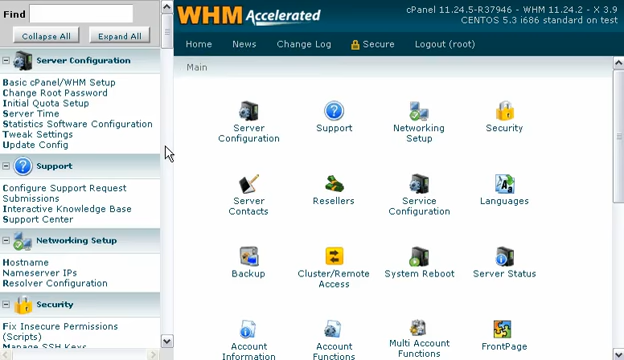 Find
Collapse All Expand All
Server Configuration
Basic cPanel/WHM Setup
Change Root Password
Initial Quota Setup
Server Time
Statistics Software Configuration
Tweak Settings
Update Config
Support
Configure Support Request
Submissions
Interactive Knowledge Base
Support Center
Networking Setup
Hostname
Nameserver IPs
Resolver Configuration
Security
Fix Insecure Permissions
(Scripts)
Manage SSH Keys
WHM Accelerated
cPanel 11.24.5-R37946 - WHM 11.24.2 - X 3.9
CENTOS 5.3 i686 standard on test
Home News Change Log Secure Logout (root)
Main
Server
Configuration
Support
Networking
Setup
Security
Server
Contacts
Resellers
Service
Configuration
Languages
Backup
Cluster/Remote
Access
System Reboot
Server Status
Account
Information
Account
Functions
Multi Account
Functions
FrontPage